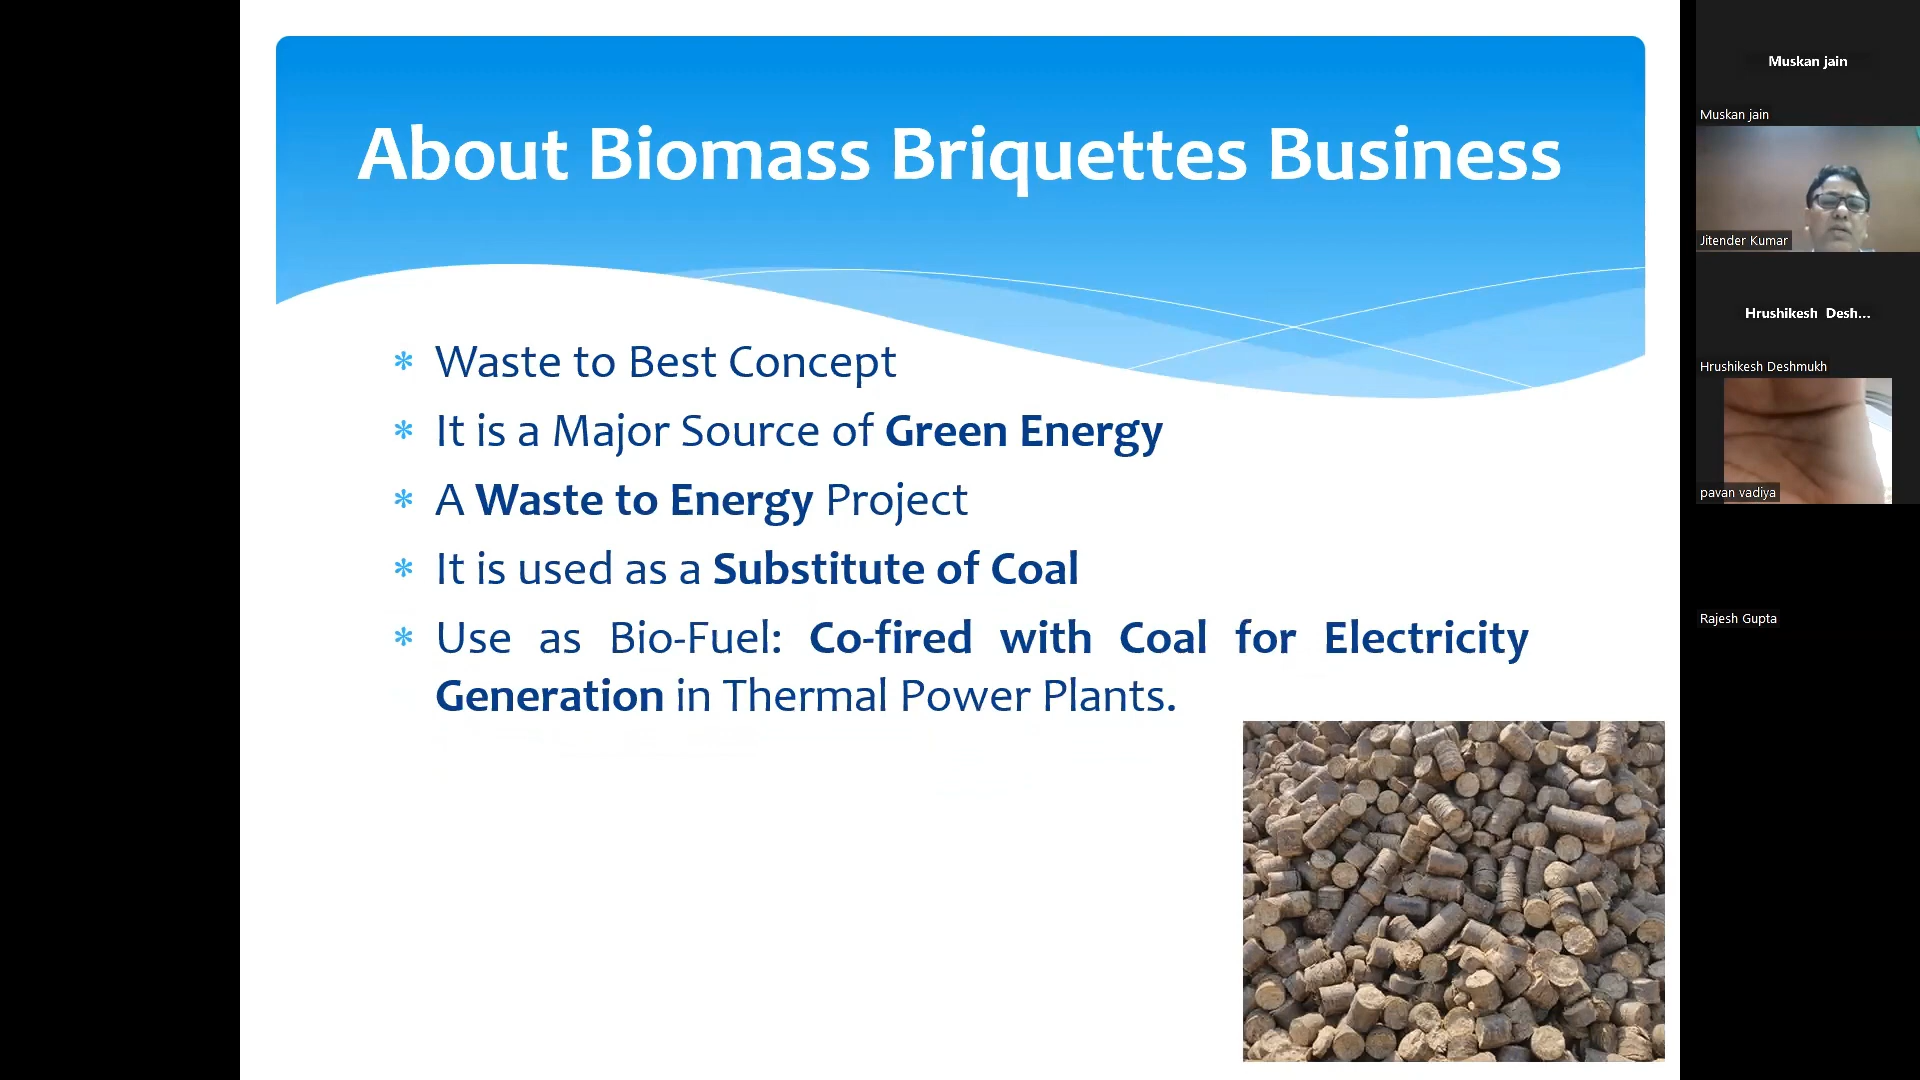 About Biomass Briquettes Business
* Waste to Best Concept
* It is a Major Source of Green Energy
* A Waste to Energy Project
* It is used as a Substitute of Coal
* Use as Bio-Fuel: Co-fired with Coal for Electricity
Generation in Thermal Power Plants.
Muskan jain
Muskan jain
Jitender Kumar
Hrushikesh Desh...
Hrushikesh Deshmukh
pavan vadiya
Rajesh Gupta